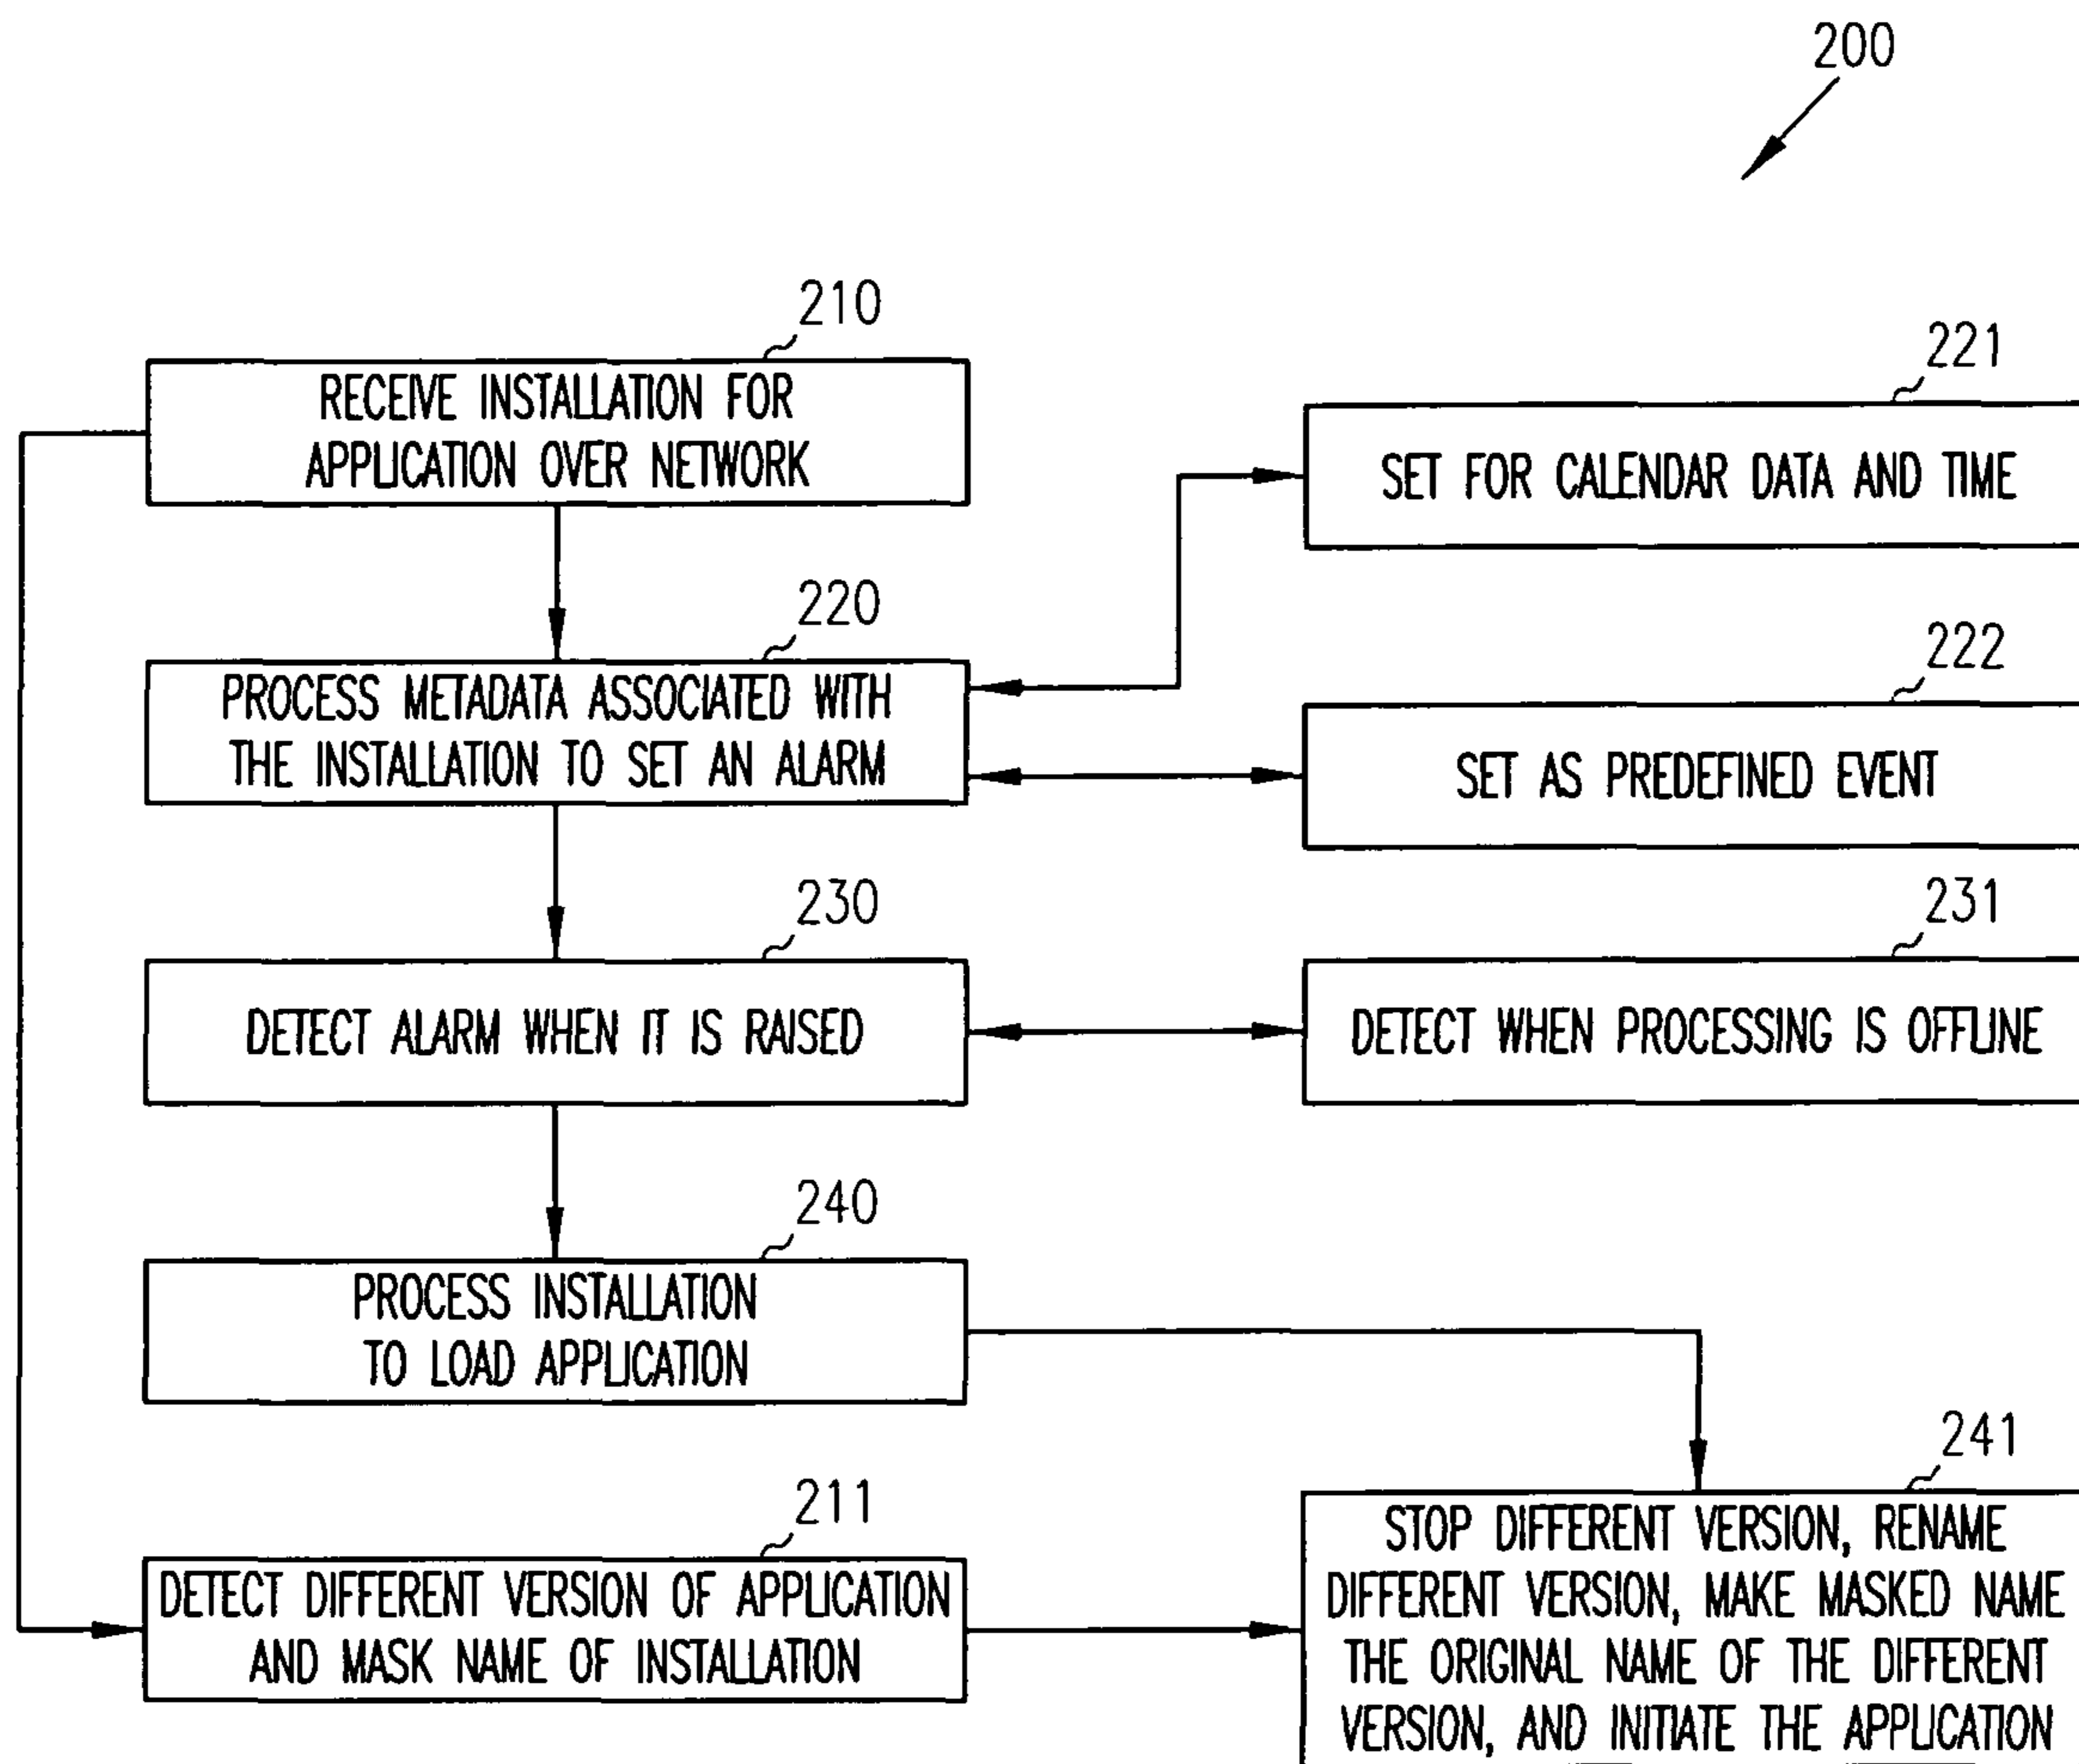 200
210
RECEIVE INSTALLATION FOR
APPLICATION OVER NETWORK
221
SET FOR CALENDAR DATA AND TIME
220
PROCESS METADATA ASSOCIATED WITH
THE INSTALLATION TO SET AN ALARM
222
SET AS PREDEFINED EVENT
230
DETECT ALARM WHEN IT IS RAISED
231
DETECT WHEN PROCESSING IS OFFLINE
240
PROCESS INSTALLATION
TO LOAD APPLICATION
211
DETECT DIFFERENT VERSION OF APPLICATION
AND MASK NAME OF INSTALLATION
241
STOP DIFFERENT VERSION, RENAME
DIFFERENT VERSION, MAKE MASKED NAME
THE ORIGINAL NAME OF THE DIFFERENT
VERSION, AND INITIATE THE APPLICATION